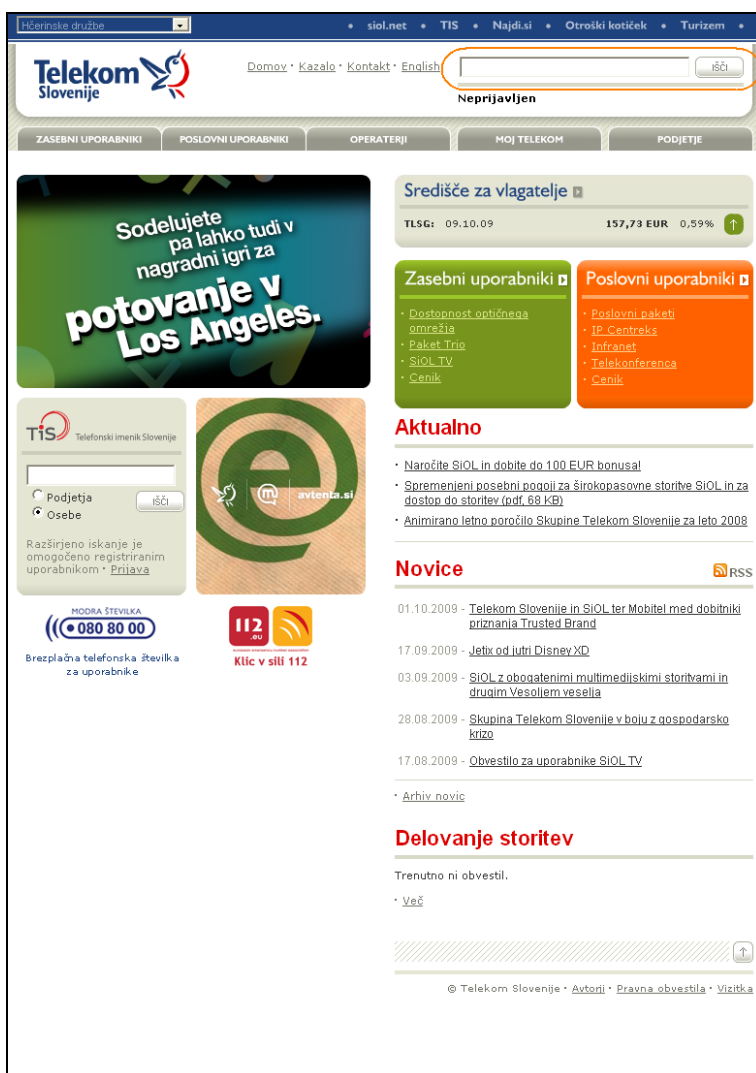 Hčerinske družbe
• siol.net • TIS • Najdi.si • Otroški kotiček • Turizem •
Telekom
Slovenije
Domov · Kazalo · Kontakt · English
IŠČI
Neprijavljen
ZASEBNI UPORABNIKI
POSLOVNI UPORABNIKI
OPERATERJI
MOJ TELEKOM
PODJETJE
Sodelujete
pa lahko tudi v
nagradni igri za
potovanje v
Los Angeles.
Središče za vlagatelje
TLSG: 09.10.09 157,73 EUR 0,59%
Zasebni uporabniki
· Dostopnost optičnega
omrežja
· Paket Trio
· SiOL TV
· Cenik
Poslovni uporabniki
· Poslovni paketi
· IP Centreks
· Infranet
· Telekonferenca
· Cenik
TiS Telefonski imenik Slovenije
Podjetja
Osebe
IŠČI
Razširjeno iskanje je
omogočeno registriranim
uporabnikom · Prijava
avtenta.si
MODRA ŠTEVILKA
080 80 00
Brezplačna telefonska številka
za uporabnike
112
.eu
Klic v sili 112
Aktualno
· Naročite SiOL in dobite do 100 EUR bonusa!
· Spremenjeni posebni pogoji za širokopasovne storitve SiOL in za
dostop do storitev (pdf, 68 KB)
· Animirano letno poročilo Skupine Telekom Slovenije za leto 2008
Novice
RSS
01.10.2009 - Telekom Slovenije in SiOL ter Mobitel med dobitniki
priznanja Trusted Brand
17.09.2009 - Jetix od jutri Disney XD
03.09.2009 - SiOL z obogatenimi multimedijskimi storitvami in
drugim Vesoljem veselja
28.08.2009 - Skupina Telekom Slovenije v boju z gospodarsko
krizo
17.08.2009 - Obvestilo za uporabnike SiOL TV
· Arhiv novic
Delovanje storitev
Trenutno ni obvestil.
· Več
© Telekom Slovenije · Avtorji · Pravna obvestila · Vizitka